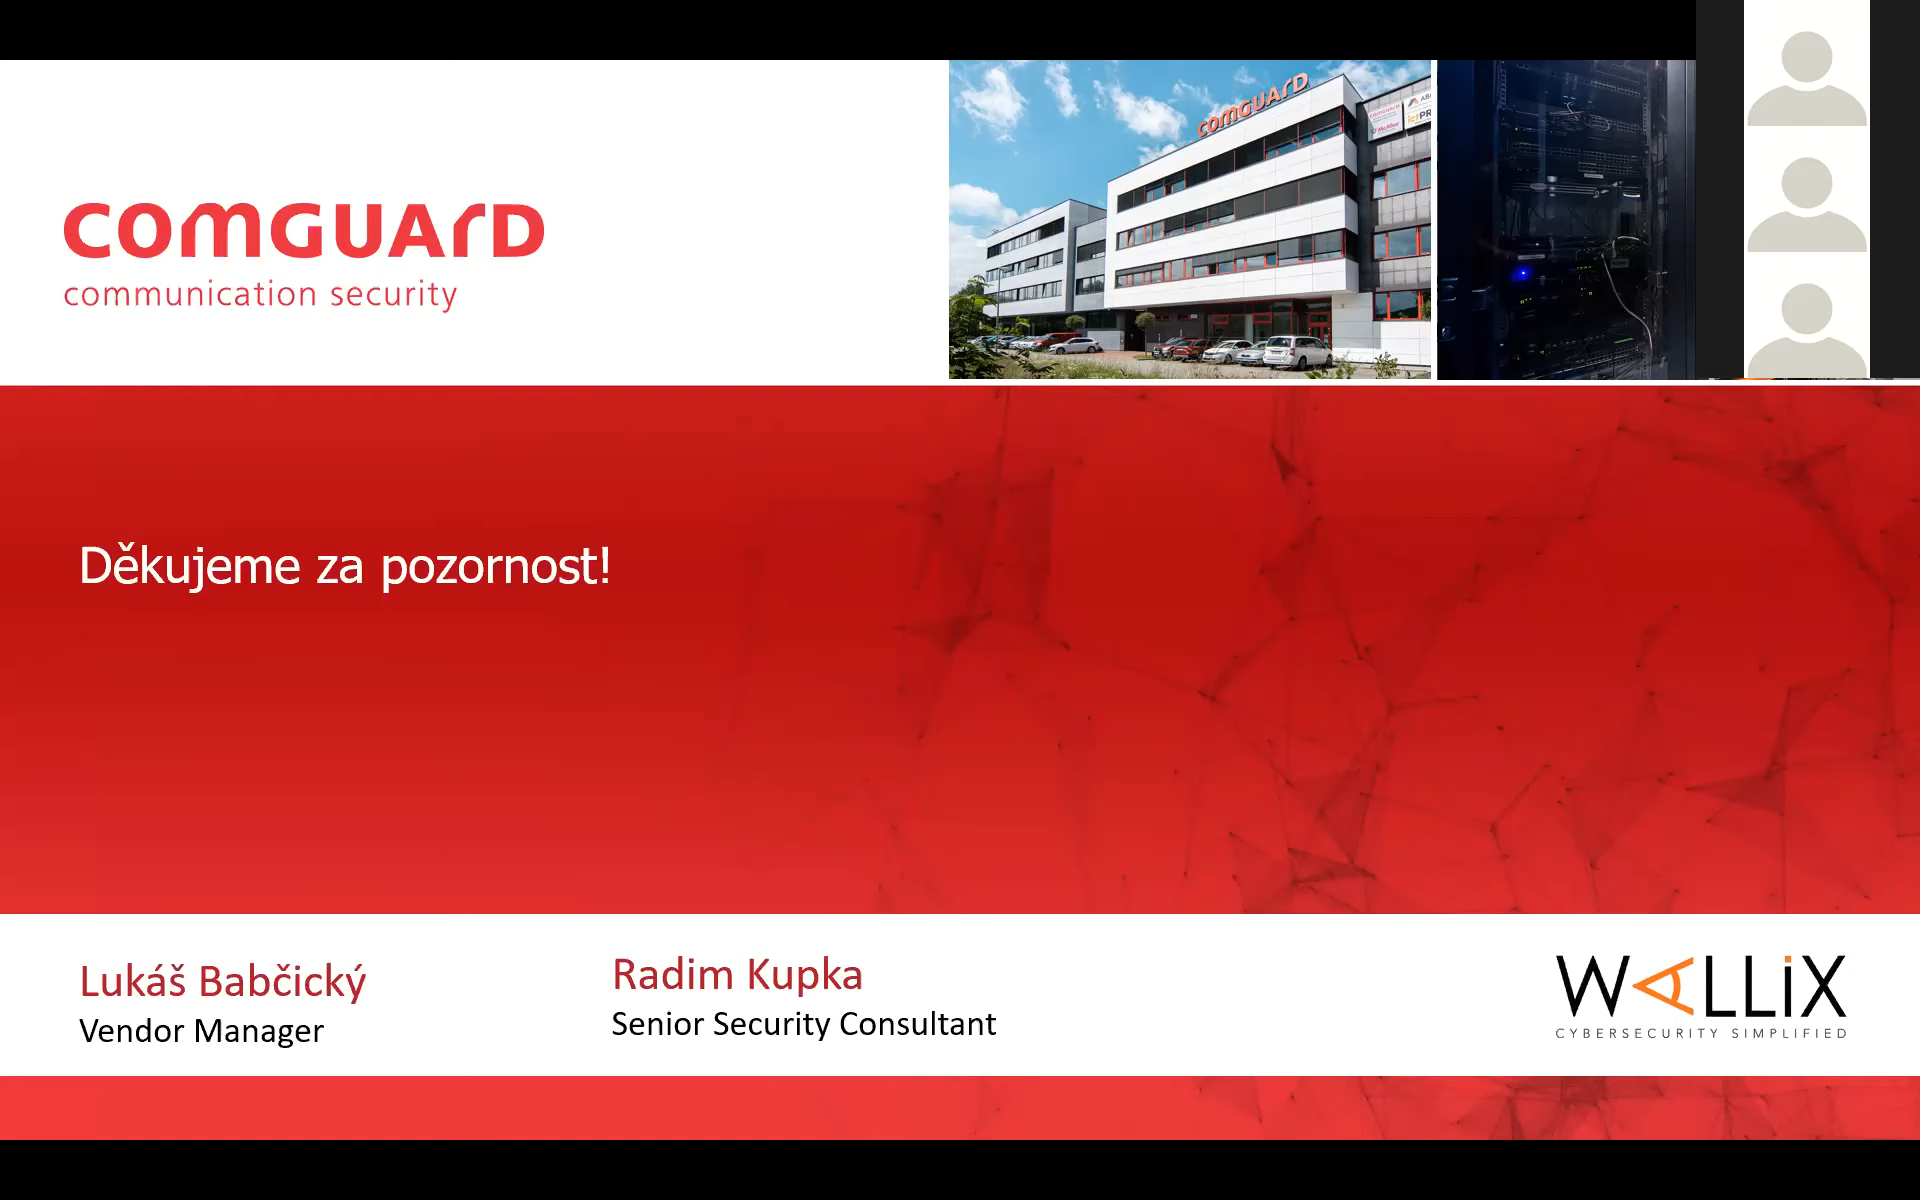 comguard
communication security
comguard
McAfee
Děkujeme za pozornost!
Lukáš Babčický
Vendor Manager
Radim Kupka
Senior Security Consultant
WALLiX
CYBERSECURITY SIMPLIFIED